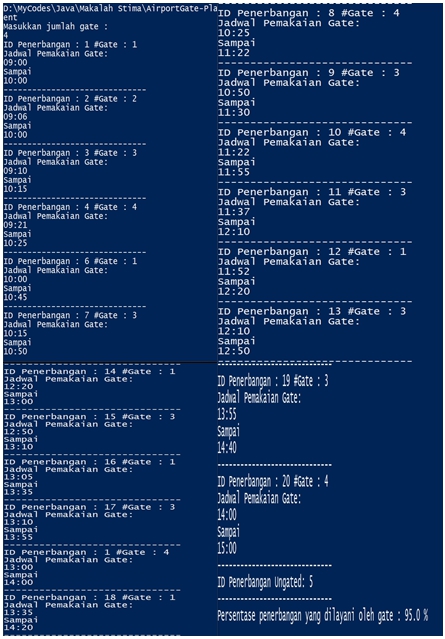 D:\MyCodes\Java\Makalah Stima\AirportGate-Pla
ent
Masukkan jumlah gate :
4
ID Penerbangan : 1 #Gate : 1
Jadwal Pemakaian Gate:
09:00
Sampai
10:00
------------------------------
ID Penerbangan : 2 #Gate : 2
Jadwal Pemakaian Gate:
09:06
Sampai
10:00
------------------------------
ID Penerbangan : 3 #Gate : 3
Jadwal Pemakaian Gate:
09:10
Sampai
10:15
------------------------------
ID Penerbangan : 4 #Gate : 4
Jadwal Pemakaian Gate:
09:21
Sampai
10:25
------------------------------
ID Penerbangan : 6 #Gate : 1
Jadwal Pemakaian Gate:
10:00
Sampai
10:45
------------------------------
ID Penerbangan : 7 #Gate : 3
Jadwal Pemakaian Gate:
10:15
Sampai
10:50
------------------------------
ID Penerbangan : 8 #Gate : 4
Jadwal Pemakaian Gate:
10:25
Sampai
11:22
------------------------------
ID Penerbangan : 9 #Gate : 3
Jadwal Pemakaian Gate:
10:50
Sampai
11:30
------------------------------
ID Penerbangan : 10 #Gate : 4
Jadwal Pemakaian Gate:
11:22
Sampai
11:55
------------------------------
ID Penerbangan : 11 #Gate : 3
Jadwal Pemakaian Gate:
11:37
Sampai
12:10
------------------------------
ID Penerbangan : 12 #Gate : 1
Jadwal Pemakaian Gate:
11:52
Sampai
12:20
------------------------------
ID Penerbangan : 13 #Gate : 3
Jadwal Pemakaian Gate:
12:10
Sampai
12:50
------------------------------
ID Penerbangan : 14 #Gate : 1
Jadwal Pemakaian Gate:
12:20
Sampai
13:00
------------------------------
ID Penerbangan : 15 #Gate : 3
Jadwal Pemakaian Gate:
12:50
Sampai
13:10
------------------------------
ID Penerbangan : 16 #Gate : 1
Jadwal Pemakaian Gate:
13:05
Sampai
13:35
------------------------------
ID Penerbangan : 17 #Gate : 3
Jadwal Pemakaian Gate:
13:10
Sampai
13:55
------------------------------
ID Penerbangan : 1 #Gate : 4
Jadwal Pemakaian Gate:
13:00
Sampai
14:00
------------------------------
ID Penerbangan : 18 #Gate : 1
Jadwal Pemakaian Gate:
13:35
Sampai
14:20
------------------------------
ID Penerbangan : 19 #Gate : 3
Jadwal Pemakaian Gate:
13:55
Sampai
14:40
------------------------------
ID Penerbangan : 20 #Gate : 4
Jadwal Pemakaian Gate:
14:00
Sampai
15:00
------------------------------
ID Penerbangan Ungated: 5
------------------------------
Persentase penerbangan yang dilayani oleh gate : 95.0 %